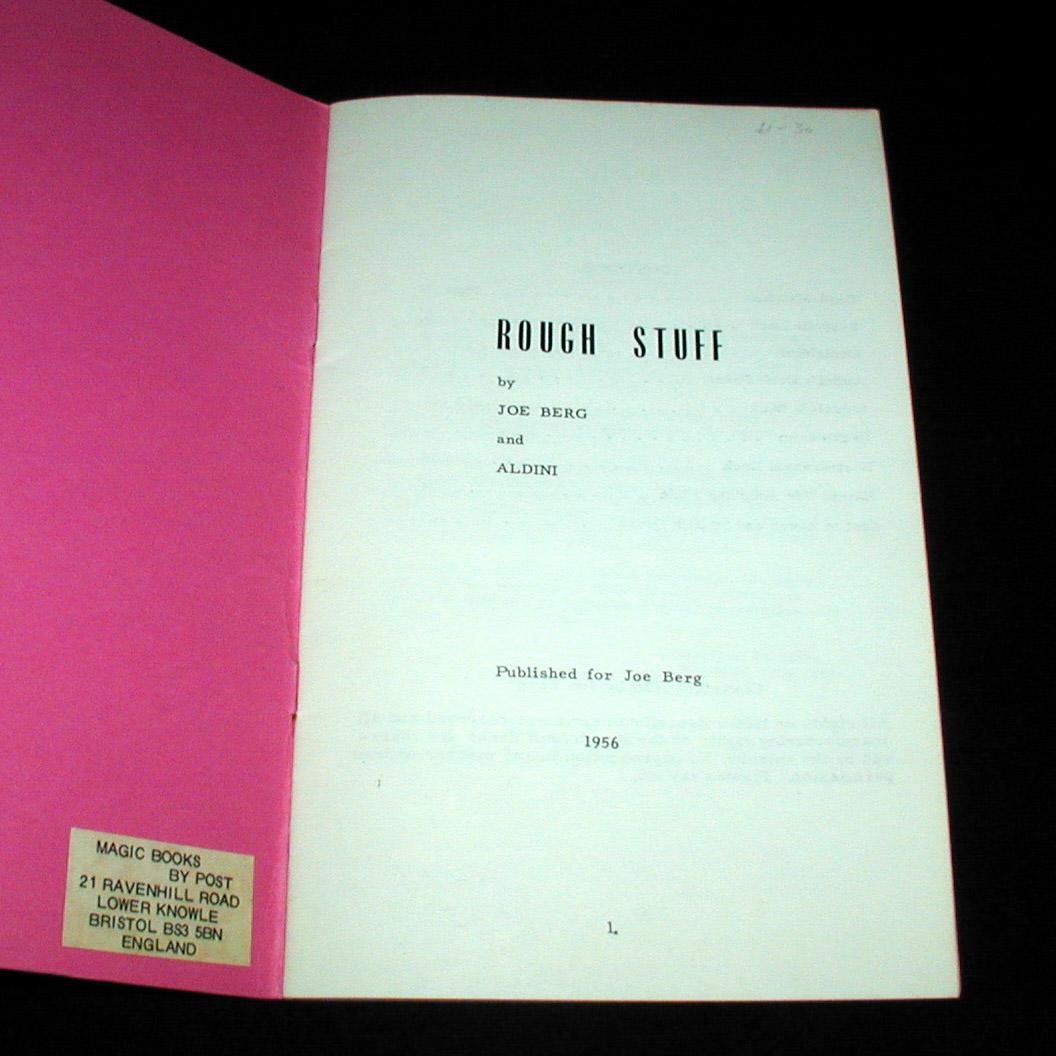 ROUGH STUFF
by
JOE BERG
and
ALDINI
Published for Joe Berg
1956
1.
MAGIC BOOKS
BY POST
21 RAVENHILL ROAD
LOWER KNOWLE
BRISTOL BS3 5BN
ENGLAND